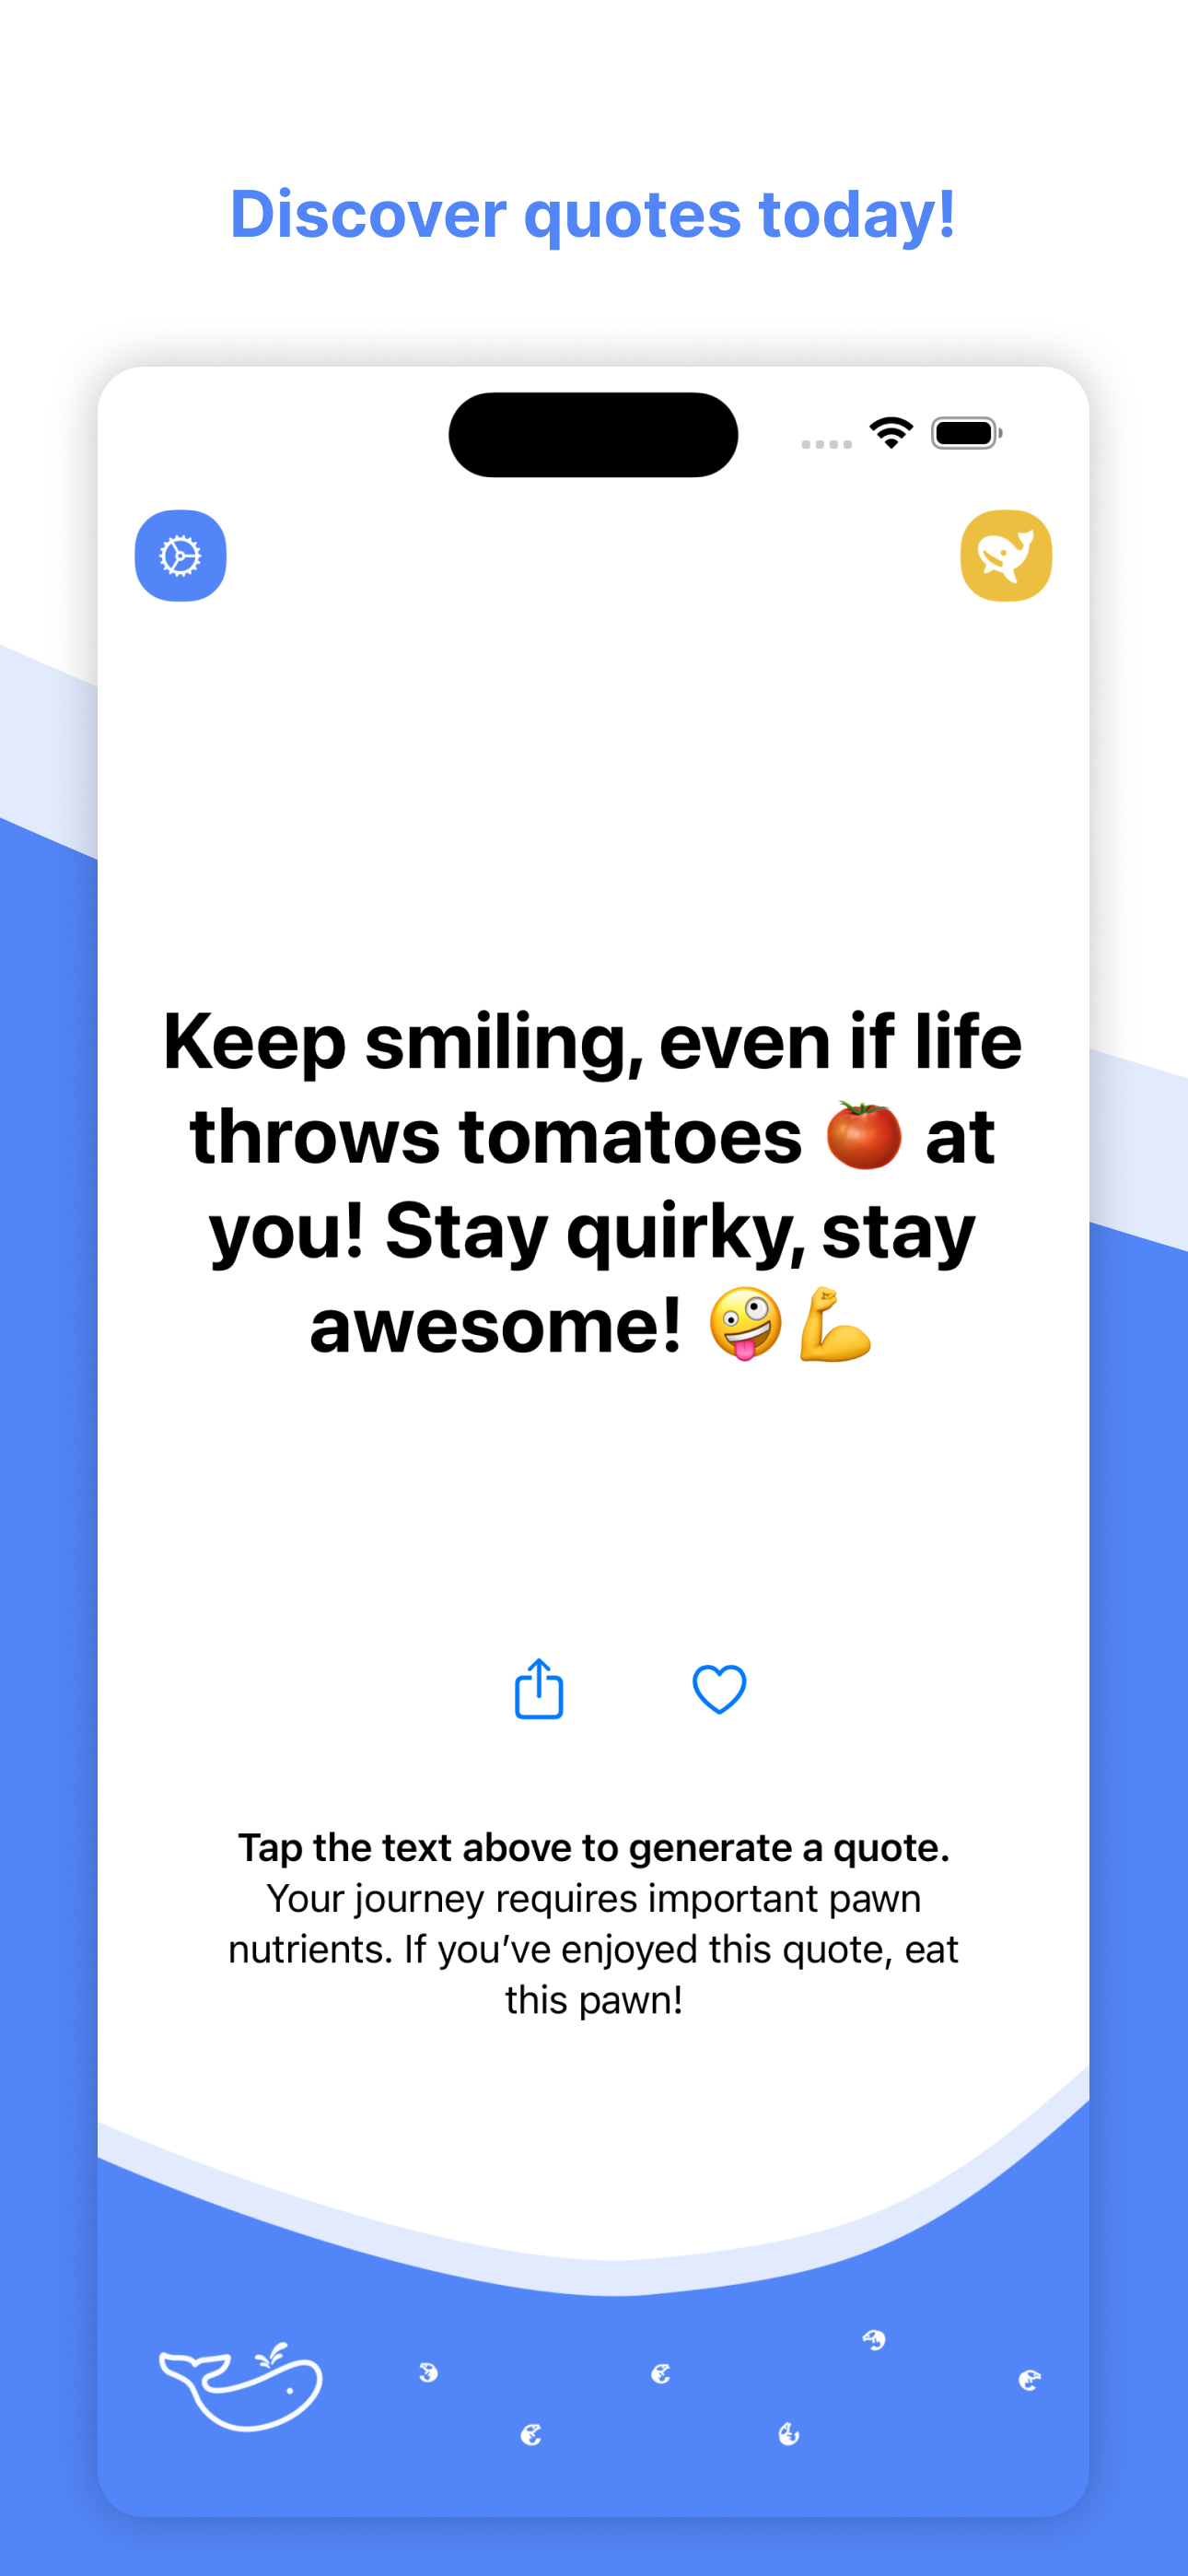 Discover quotes today!
Keep smiling, even if life
throws tomatoes 🍅 at
you! Stay quirky, stay
awesome! 🤪💪
Tap the text above to generate a quote.
Your journey requires important pawn
nutrients. If you’ve enjoyed this quote, eat
this pawn!